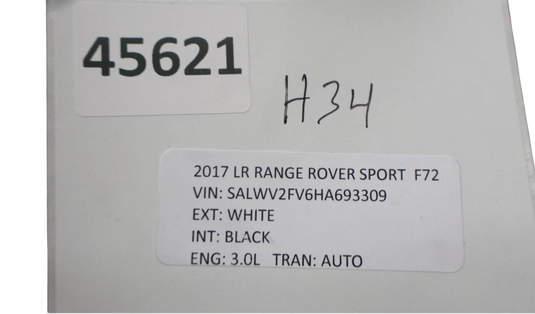 45621
H34
2017 LR RANGE ROVER SPORT F72
VIN: SALWV2FV6HA693309
EXT: WHITE
INT: BLACK
ENG: 3.0L TRAN: AUTO